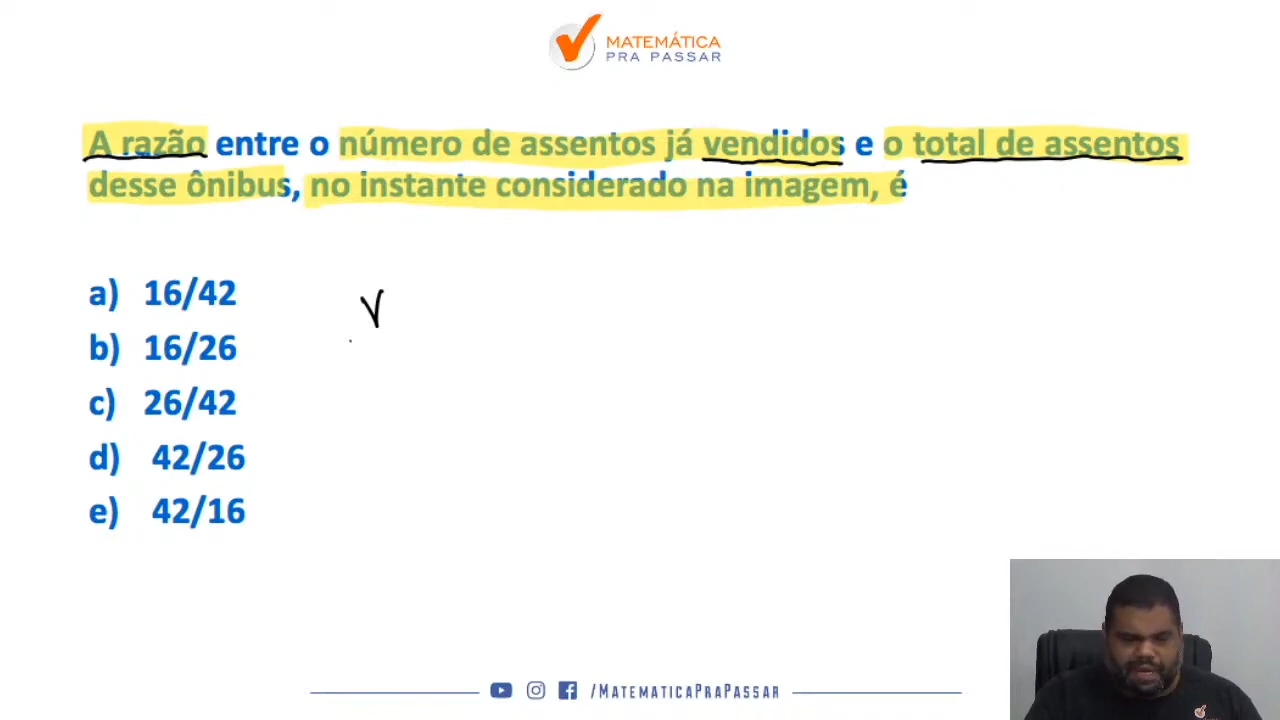 MATEMÁTICA
PRA PASSAR
A razão entre o número de assentos já vendidos e o total de assentos
desse ônibus, no instante considerado na imagem, é
a) 16/42
V
b) 16/26
c) 26/42
d) 42/26
e) 42/16
/MATEMATICAPRAPASSAR